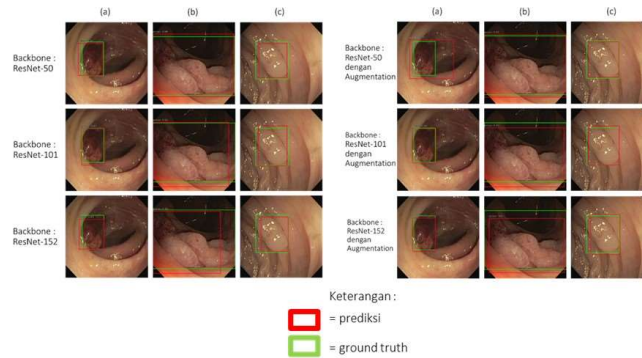 (a) (b) (c)
Backbone :
ResNet-50
Backbone :
ResNet-101
Backbone :
ResNet-152
(a) (b) (c)
Backbone :
ResNet-50
dengan
Augmentation
Backbone :
ResNet-101
dengan
Augmentation
Backbone :
ResNet-152
dengan
Augmentation
Keterangan :
= prediksi
= ground truth